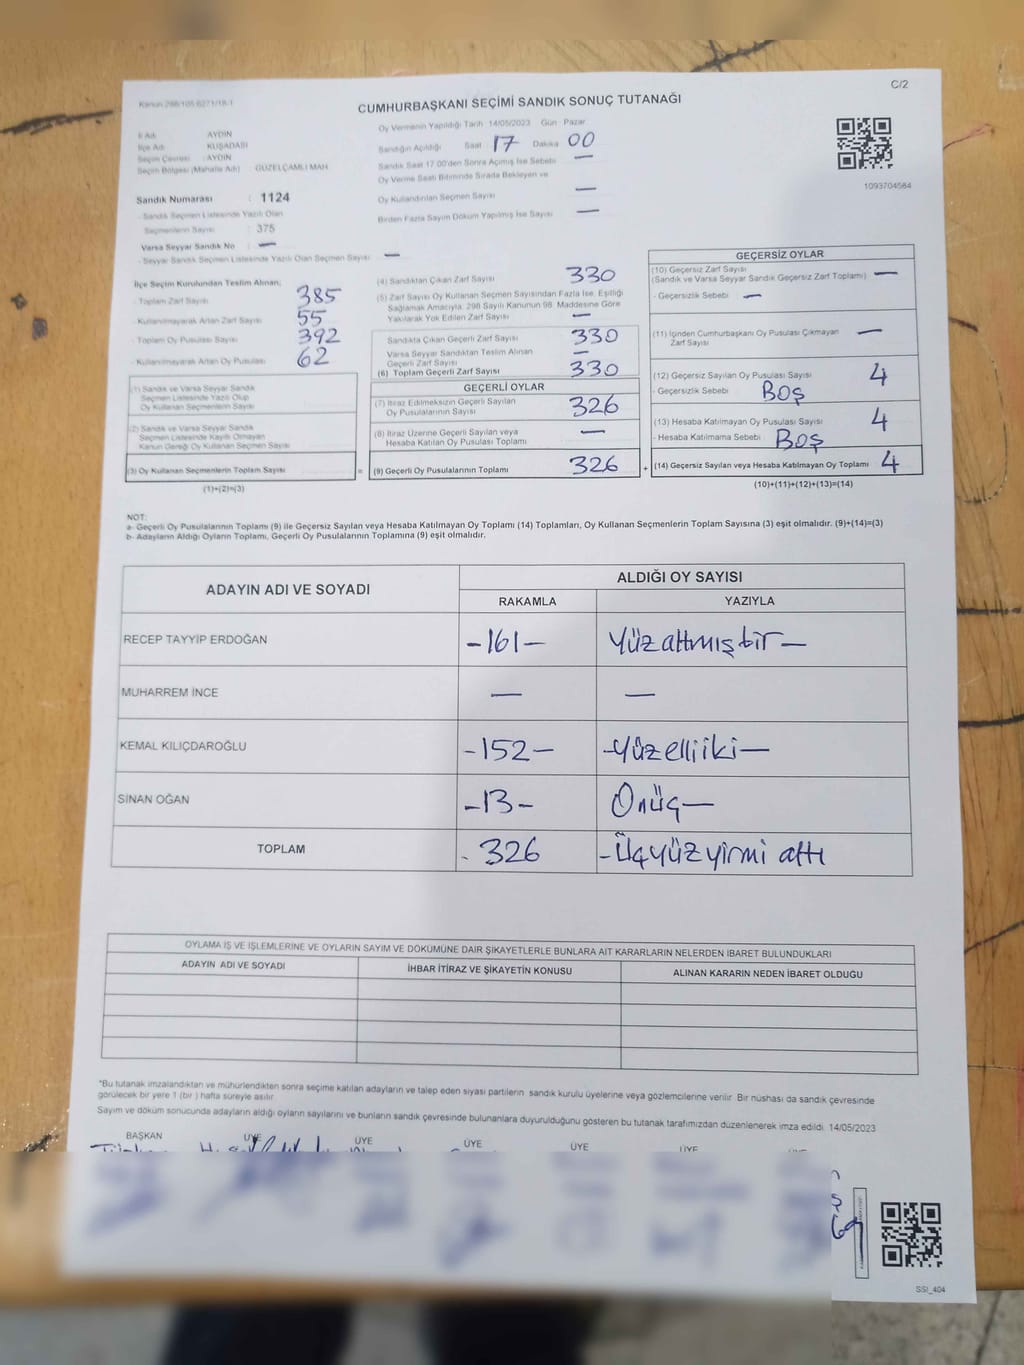 C/2
Kanun 298/105 6271/18-1
CUMHURBAŞKANI SEÇİMİ SANDIK SONUÇ TUTANAĞI
İl Adı AYDIN
İlçe Adı KUŞADASI
Seçim Çevresi : AYDIN
Seçim Bölgesi (Mahalle Adı) GÜZELÇAMLI MAH.
Sandık Numarası : 1124
- Sandık Seçmen Listesinde Yazılı Olan
Seçmenlerin Sayısı : 375
Varsa Seyyar Sandık No : —
- Seyyar Sandık Seçmen Listesinde Yazılı Olan Seçmen Sayısı —
Oy Vermenin Yapıldığı Tarih 14/05/2023 Gün Pazar
Sandığın Açıldığı Saat 17 Dakika 00
Sandık Saat 17.00'den Sonra Açılmış İse Sebebi —
Oy Verme Saati Bitiminde Sırada Bekleyen ve
Oy Kullandırılan Seçmen Sayısı —
Birden Fazla Sayım Döküm Yapılmış İse Sayısı —
1093704584
İlçe Seçim Kurulundan Teslim Alınan;
- Toplam Zarf Sayısı 385
- Kullanılmayarak Artan Zarf Sayısı 55
- Toplam Oy Pusulası Sayısı 392
- Kullanılmayarak Artan Oy Pusulası 62
(1) Sandık ve Varsa Seyyar Sandık
Seçmen Listesinde Yazılı Olup
Oy Kullanan Seçmenlerin Sayısı
(2) Sandık ve Varsa Seyyar Sandık
Seçmen Listesinde Kayıtlı Olmayan
Kanun Gereği Oy Kullanan Seçmen Sayısı
(3) Oy Kullanan Seçmenlerin Toplam Sayısı =
(1)+(2)=(3)
(4) Sandıktan Çıkan Zarf Sayısı 330
(5) Zarf Sayısı Oy Kullanan Seçmen Sayısından Fazla İse, Eşitliği
Sağlamak Amacıyla, 298 Sayılı Kanunun 98. Maddesine Göre
Yakılarak Yok Edilen Zarf Sayısı —
Sandıkta Çıkan Geçerli Zarf Sayısı 330
Varsa Seyyar Sandıktan Teslim Alınan
Geçerli Zarf Sayısı —
(6) Toplam Geçerli Zarf Sayısı 330
GEÇERLİ OYLAR
(7) İtiraz Edilmeksizin Geçerli Sayılan
Oy Pusulalarının Sayısı 326
(8) İtiraz Üzerine Geçerli Sayılan veya
Hesaba Katılan Oy Pusulası Toplamı —
(9) Geçerli Oy Pusulalarının Toplamı 326 +
GEÇERSİZ OYLAR
(10) Geçersiz Zarf Sayısı
(Sandık ve Varsa Seyyar Sandık Geçersiz Zarf Toplamı) —
- Geçersizlik Sebebi —
(11) İçinden Cumhurbaşkanı Oy Pusulası Çıkmayan
Zarf Sayısı —
(12) Geçersiz Sayılan Oy Pusulası Sayısı 4
- Geçersizlik Sebebi BOŞ
(13) Hesaba Katılmayan Oy Pusulası Sayısı 4
- Hesaba Katılmama Sebebi BOŞ
(14) Geçersiz Sayılan veya Hesaba Katılmayan Oy Toplamı 4
(10)+(11)+(12)+(13)=(14)
NOT:
a- Geçerli Oy Pusulalarının Toplamı (9) ile Geçersiz Sayılan veya Hesaba Katılmayan Oy Toplamı (14) Toplamları, Oy Kullanan Seçmenlerin Toplam Sayısına (3) eşit olmalıdır. (9)+(14)=(3)
b- Adayların Aldığı Oyların Toplamı, Geçerli Oy Pusulalarının Toplamına (9) eşit olmalıdır.
ADAYIN ADI VE SOYADI ALDIĞI OY SAYISI
RAKAMLA YAZIYLA
RECEP TAYYİP ERDOĞAN -161- Yüzaltmışbir-
MUHARREM İNCE — —
KEMAL KILIÇDAROĞLU -152- -Yüzelliiki-
SİNAN OĞAN -13- Onüç-
TOPLAM - 326 -Üçyüzyirmi altı
OYLAMA İŞ VE İŞLEMLERİNE VE OYLARIN SAYIM VE DÖKÜMÜNE DAİR ŞİKAYETLERLE BUNLARA AİT KARARLARIN NELERDEN İBARET BULUNDUKLARI
ADAYIN ADI VE SOYADI İHBAR İTİRAZ VE ŞİKAYETİN KONUSU ALINAN KARARIN NEDEN İBARET OLDUĞU
*Bu tutanak imzalandıktan ve mühürlendikten sonra seçime katılan adayların ve talep eden siyasi partilerin sandık kurulu üyelerine veya gözlemcilerine verilir. Bir nüshası da sandık çevresinde
görülecek bir yere 1 (bir ) hafta süreyle asılır.
Sayım ve döküm sonucunda adayların aldığı oyların sayılarını ve bunların sandık çevresinde bulunanlara duyurulduğunu gösteren bu tutanak tarafımızdan düzenlenerek imza edildi. 14/05/2023
BAŞKAN ÜYE ÜYE ÜYE ÜYE ÜYE
SSI_404